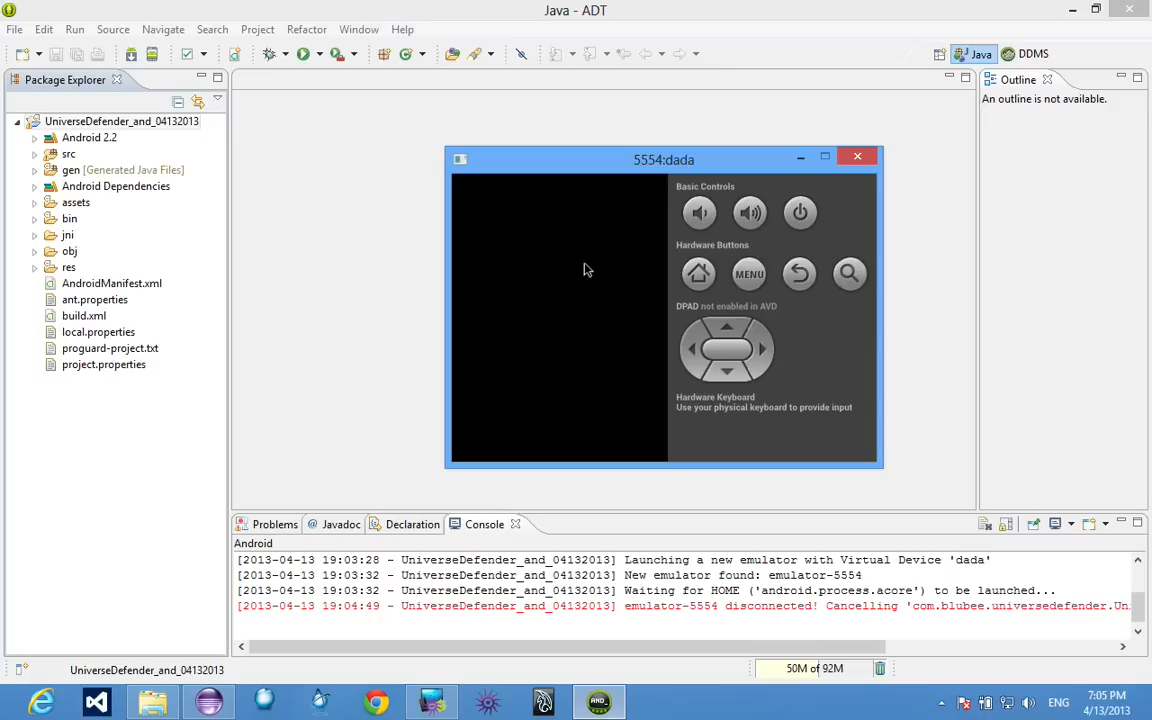 Java - ADT
File Edit Run Source Navigate Search Project Refactor Window Help
Java DDMS
Package Explorer
UniverseDefender_and_04132013
Android 2.2
src
gen [Generated Java Files]
Android Dependencies
assets
bin
jni
obj
res
AndroidManifest.xml
ant.properties
build.xml
local.properties
proguard-project.txt
project.properties
5554:dada
Basic Controls
Hardware Buttons
MENU
DPAD not enabled in AVD
Hardware Keyboard
Use your physical keyboard to provide input
Outline
An outline is not available.
Problems @ Javadoc Declaration Console
Android
[2013-04-13 19:03:28 - UniverseDefender_and_04132013] Launching a new emulator with Virtual Device 'dada'
[2013-04-13 19:03:32 - UniverseDefender_and_04132013] New emulator found: emulator-5554
[2013-04-13 19:03:32 - UniverseDefender_and_04132013] Waiting for HOME ('android.process.acore') to be launched...
[2013-04-13 19:04:49 - UniverseDefender_and_04132013] emulator-5554 disconnected! Cancelling 'com.blubee.universedefender.Un
UniverseDefender_and_04132013
50M of 92M
AND
ENG
7:05 PM
4/13/2013